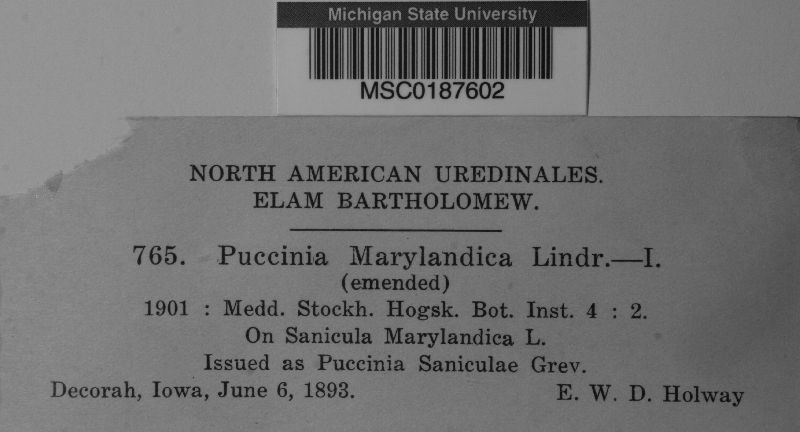 Michigan State University
MSC0187602
NORTH AMERICAN UREDINALES.
ELAM BARTHOLOMEW.
765. Puccinia Marylandica Lindr.—I.
(emended)
1901 : Medd. Stockh. Hogsk. Bot. Inst. 4 : 2.
On Sanicula Marylandica L.
Issued as Puccinia Saniculae Grev.
Decorah, Iowa, June 6, 1893. E. W. D. Holway